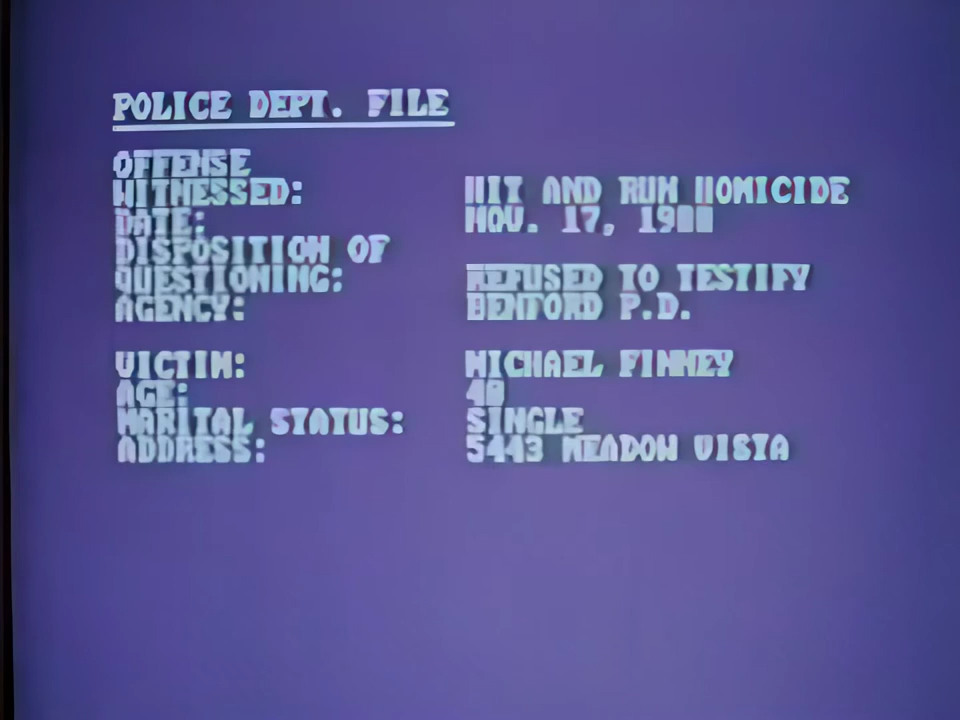 POLICE DEPT. FILE
OFFENSE
WITNESSED: HIT AND RUN HOMICIDE
DATE: NOV. 17,
DISPOSITION OF
QUESTIONING: REFUSED TO TESTIFY
AGENCY: BENFORD P.D.
VICTIM: MICHAEL FINNEY
AGE:
MARITAL STATUS: SINGLE
ADDRESS: 5443 MEADOW VISTA